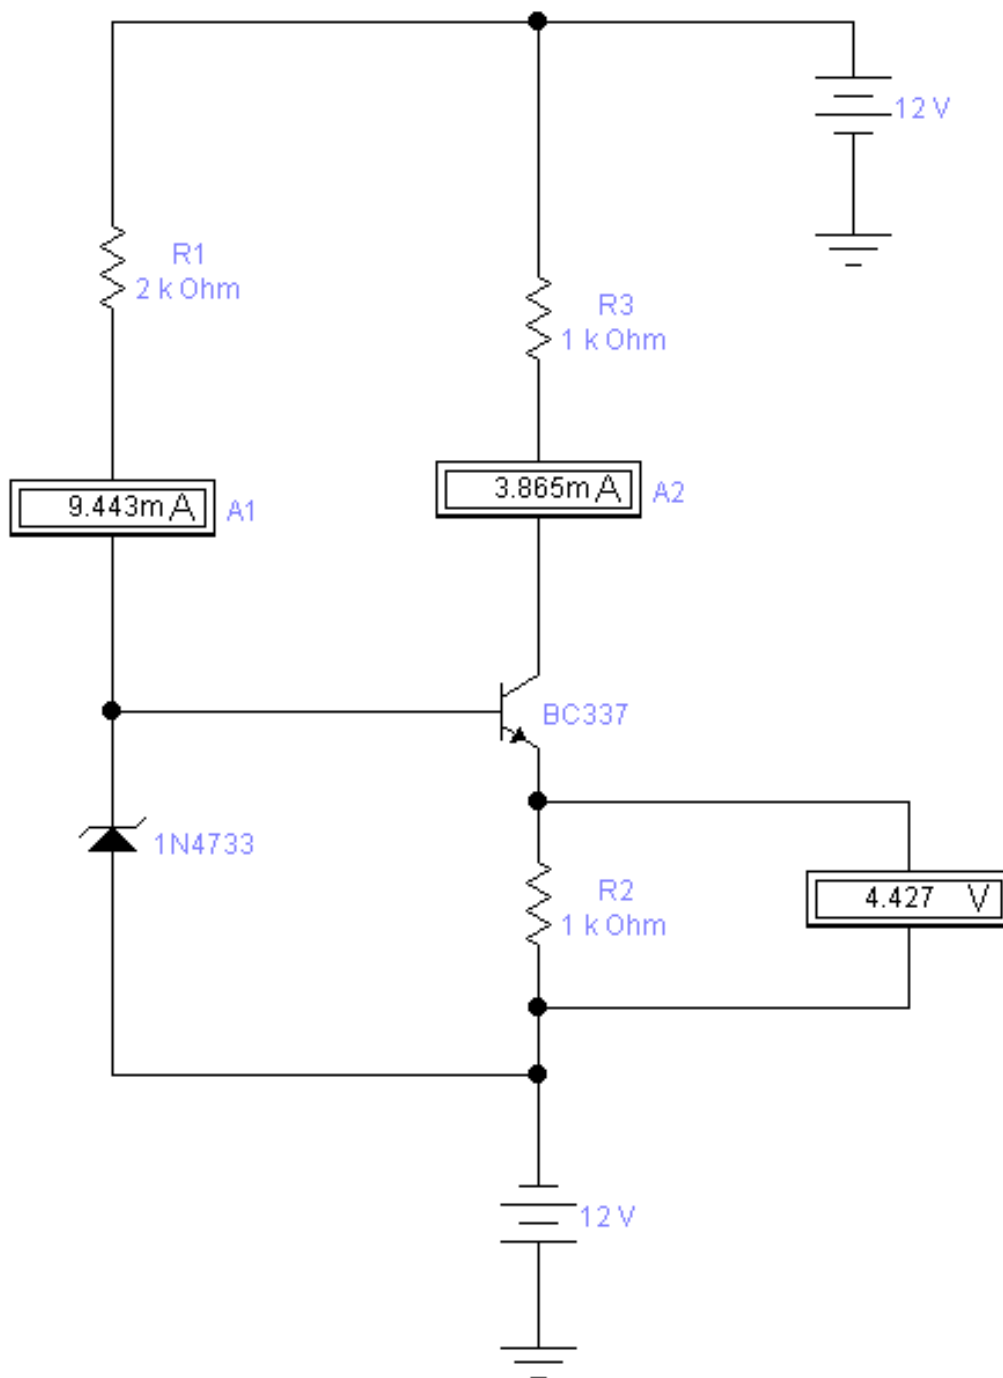 12 V
R1
2 k Ohm
R3
1 k Ohm
9.443m A
A1
3.865m A
A2
BC337
1N4733
R2
1 k Ohm
4.427 V
12 V